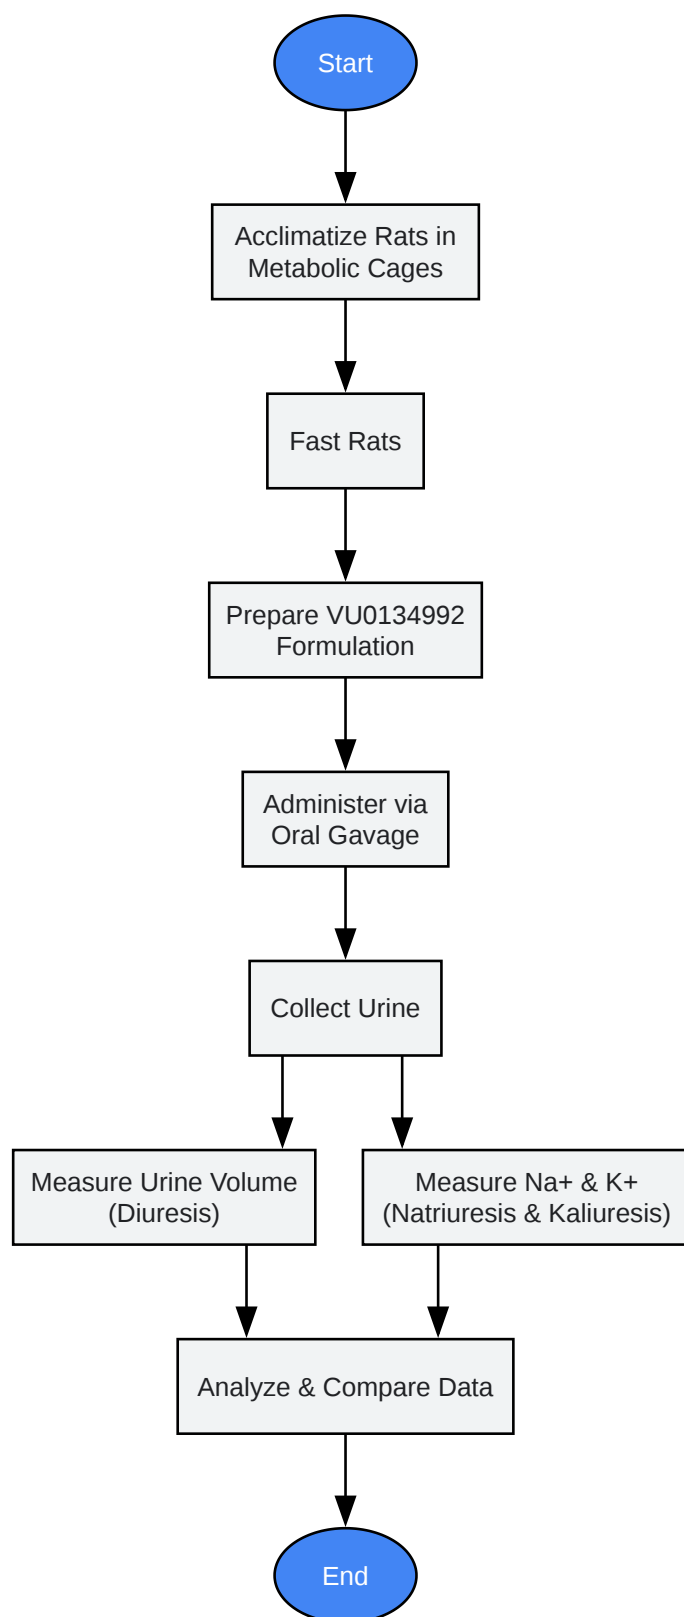 Start
Acclimatize Rats in
Metabolic Cages
Fast Rats
Prepare VU0134992
Formulation
Administer via
Oral Gavage
Collect Urine
Measure Urine Volume
(Diuresis)
Measure Na+ & K+
(Natriuresis & Kaliuresis)
Analyze & Compare Data
End